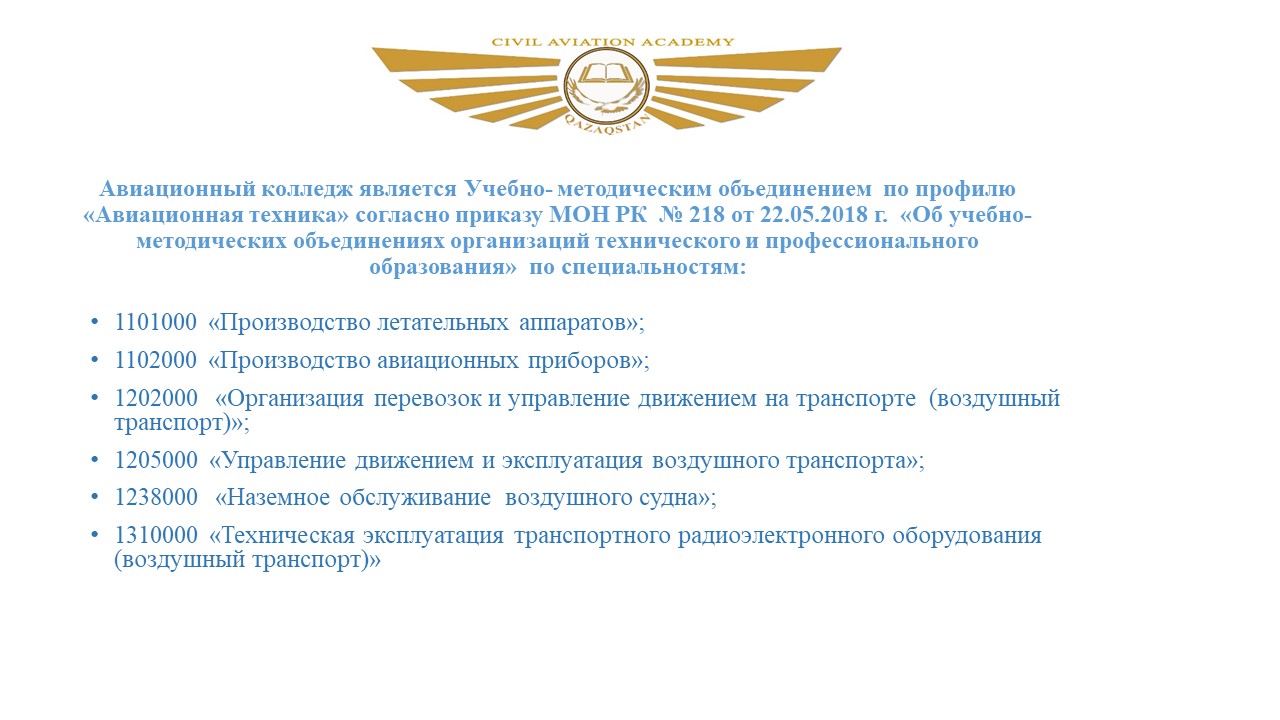 CIVIL AVIATION ACADEMY
QAZAQSTAN
Авиационный колледж является Учебно- методическим объединением по профилю
«Авиационная техника» согласно приказу МОН РК № 218 от 22.05.2018 г. «Об учебно-
методических объединениях организаций технического и профессионального
образования» по специальностям:
• 1101000 «Производство летательных аппаратов»;
• 1102000 «Производство авиационных приборов»;
• 1202000 «Организация перевозок и управление движением на транспорте (воздушный
транспорт)»;
• 1205000 «Управление движением и эксплуатация воздушного транспорта»;
• 1238000 «Наземное обслуживание воздушного судна»;
• 1310000 «Техническая эксплуатация транспортного радиоэлектронного оборудования
(воздушный транспорт)»